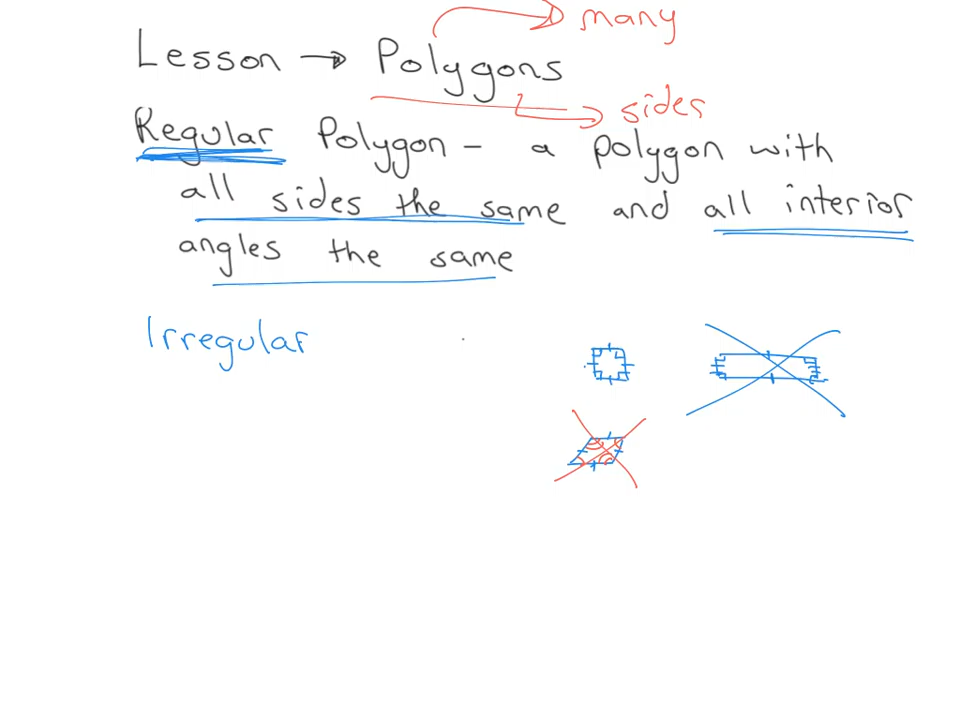 many
Lesson → Polygons
sides
Regular Polygon - a polygon with
all sides the same and all interior
angles the same
Irregular